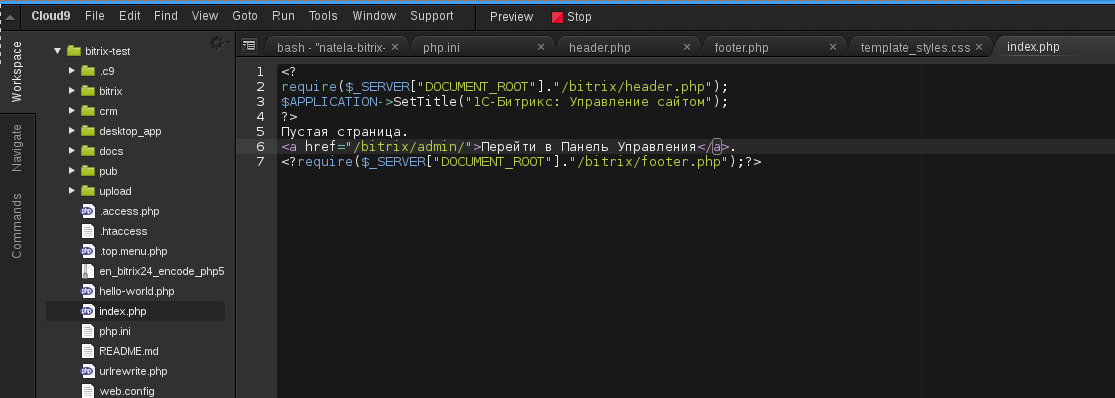 Cloud9 File Edit Find View Goto Run Tools Window Support Preview Stop
bash - "natela-bitrix- × php.ini × header.php × footer.php × template_styles.css × index.php
Workspace
Navigate
Commands
bitrix-test
.c9
bitrix
crm
desktop_app
docs
pub
upload
.access.php
.htaccess
.top.menu.php
en_bitrix24_encode_php5
hello-world.php
index.php
php.ini
README.md
urlrewrite.php
web.config
1 <?
2 require($_SERVER["DOCUMENT_ROOT"]."/bitrix/header.php");
3 $APPLICATION->SetTitle("1С-Битрикс: Управление сайтом");
4 ?>
5 Пустая страница.
6 <a href="/bitrix/admin/">Перейти в Панель Управления</a>.
7 <?require($_SERVER["DOCUMENT_ROOT"]."/bitrix/footer.php");?>